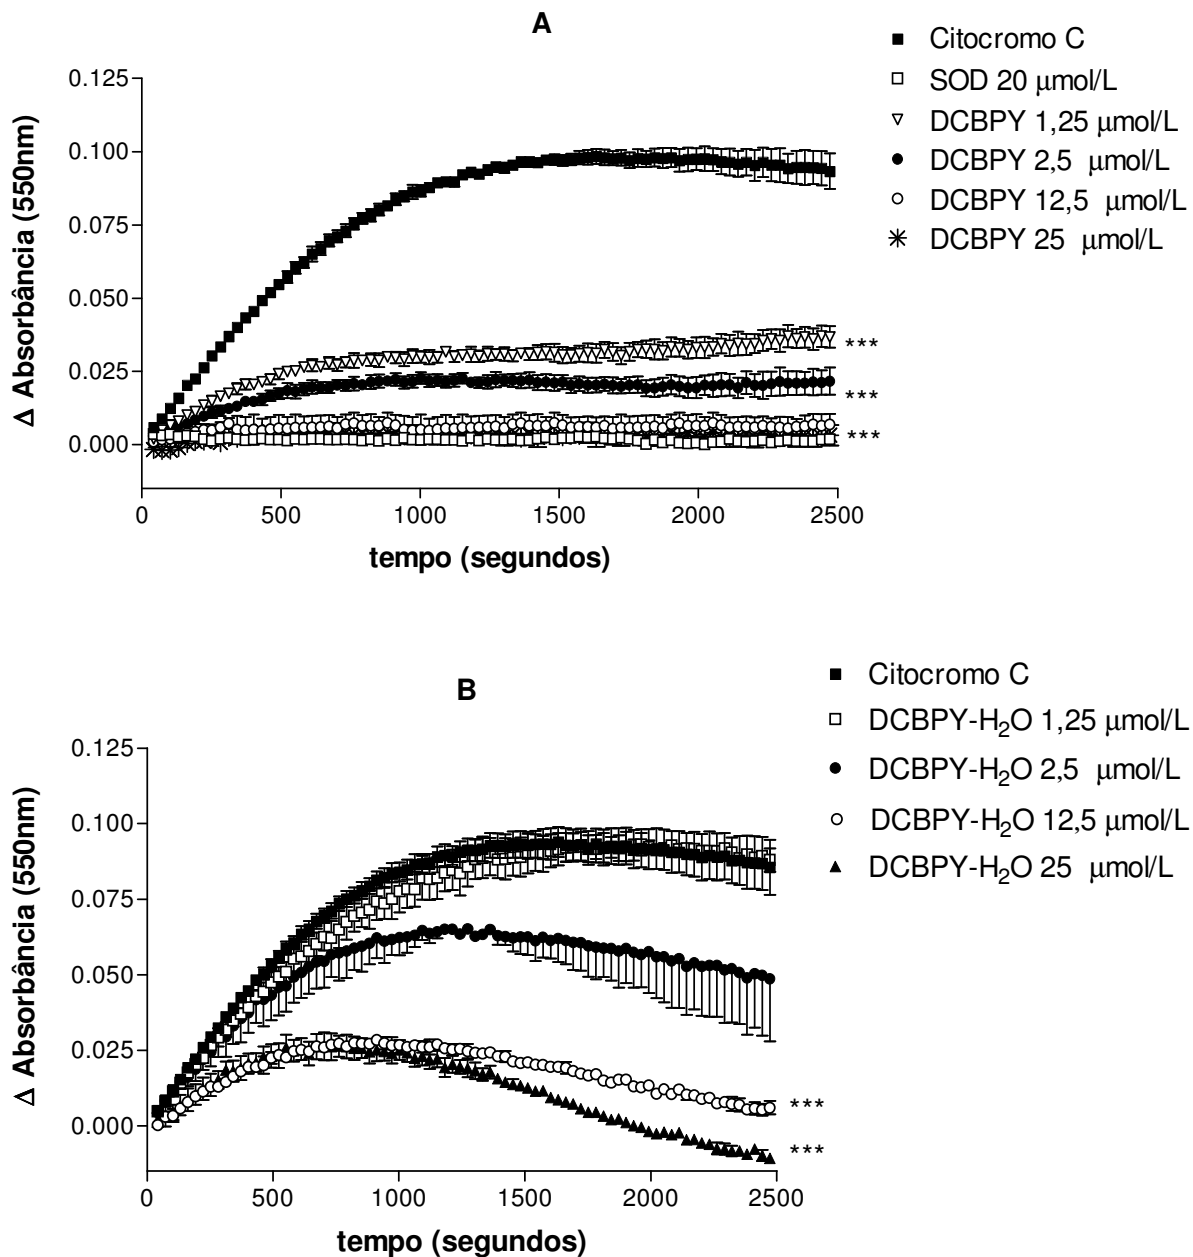 A
Citocromo C
SOD 20 μmol/L
DCBPY 1,25 μmol/L
DCBPY 2,5 μmol/L
DCBPY 12,5 μmol/L
DCBPY 25 μmol/L
Δ Absorbância (550nm)
0.125
0.100
0.075
0.050
0.025
0.000
***
***
***
0 500 1000 1500 2000 2500
tempo (segundos)
B
Citocromo C
DCBPY-H₂O 1,25 μmol/L
DCBPY-H₂O 2,5 μmol/L
DCBPY-H₂O 12,5 μmol/L
DCBPY-H₂O 25 μmol/L
Δ Absorbância (550nm)
0.125
0.100
0.075
0.050
0.025
0.000
***
***
0 500 1000 1500 2000 2500
tempo (segundos)